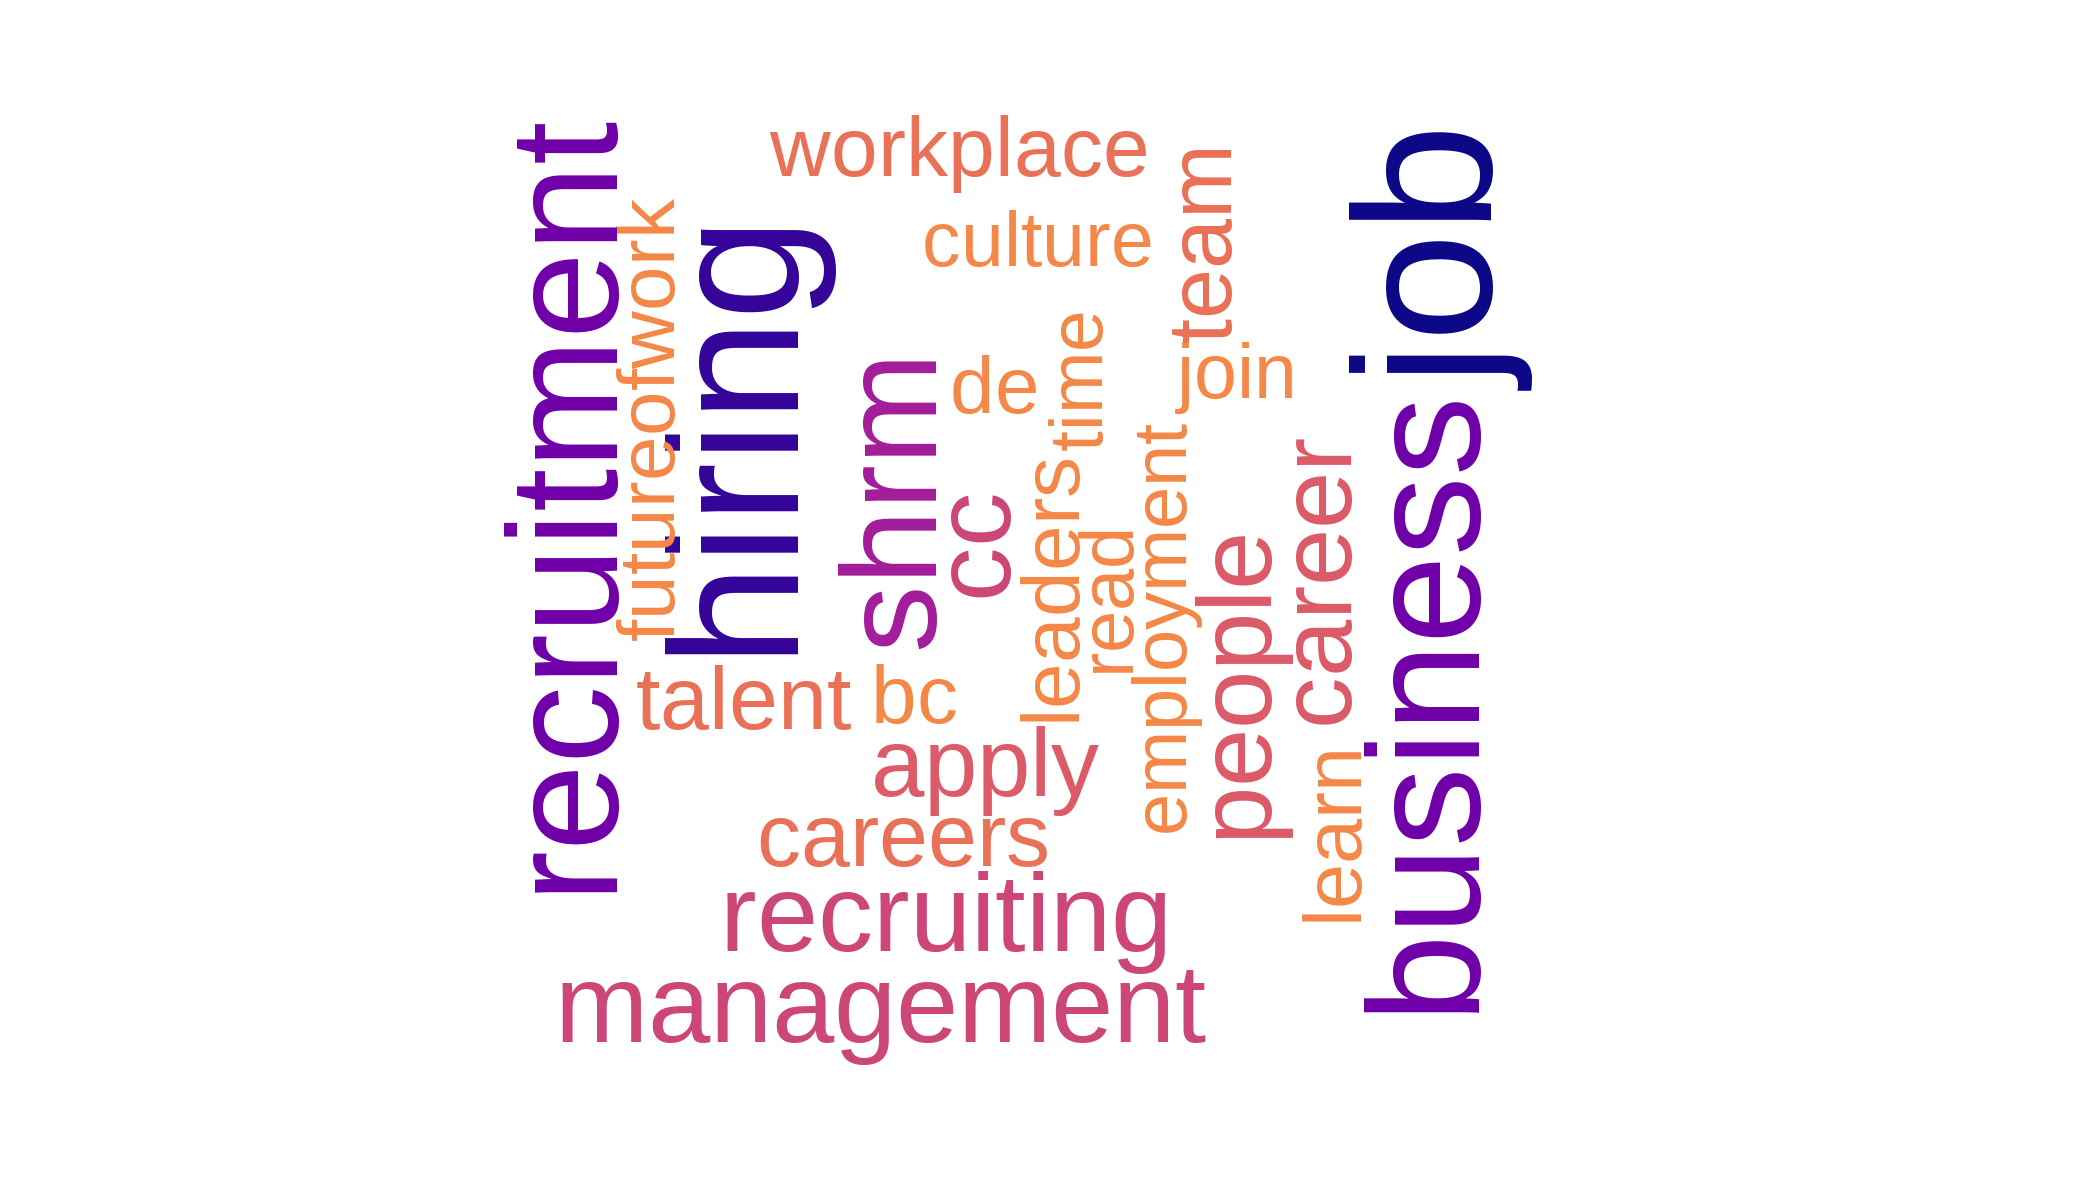 workplace
culture
team
job
recruitment
futureofwork
hiring
shrm
de
time
join
cc
leaders
read
employment
people
career
business
talent
bc
apply
learn
careers
recruiting
management